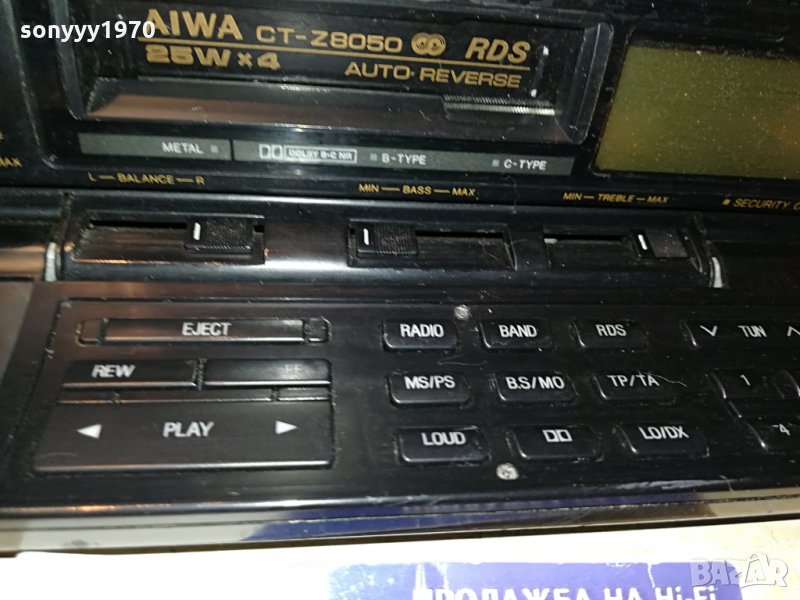 sonyyy1970
AIWA CT-Z8050 RDS
25W×4 AUTO·REVERSE
METAL DOLBY B-C NR B-TYPE C-TYPE
MAX L — BALANCE — R MIN — BASS — MAX MIN — TREBLE — MAX SECURITY
EJECT RADIO BAND RDS TUN
REW MS/PS B.S/MO TP/TA 1
PLAY LOUD LO/DX 4
ПРОДАЖБА НА Hi-Fi
BAZAR